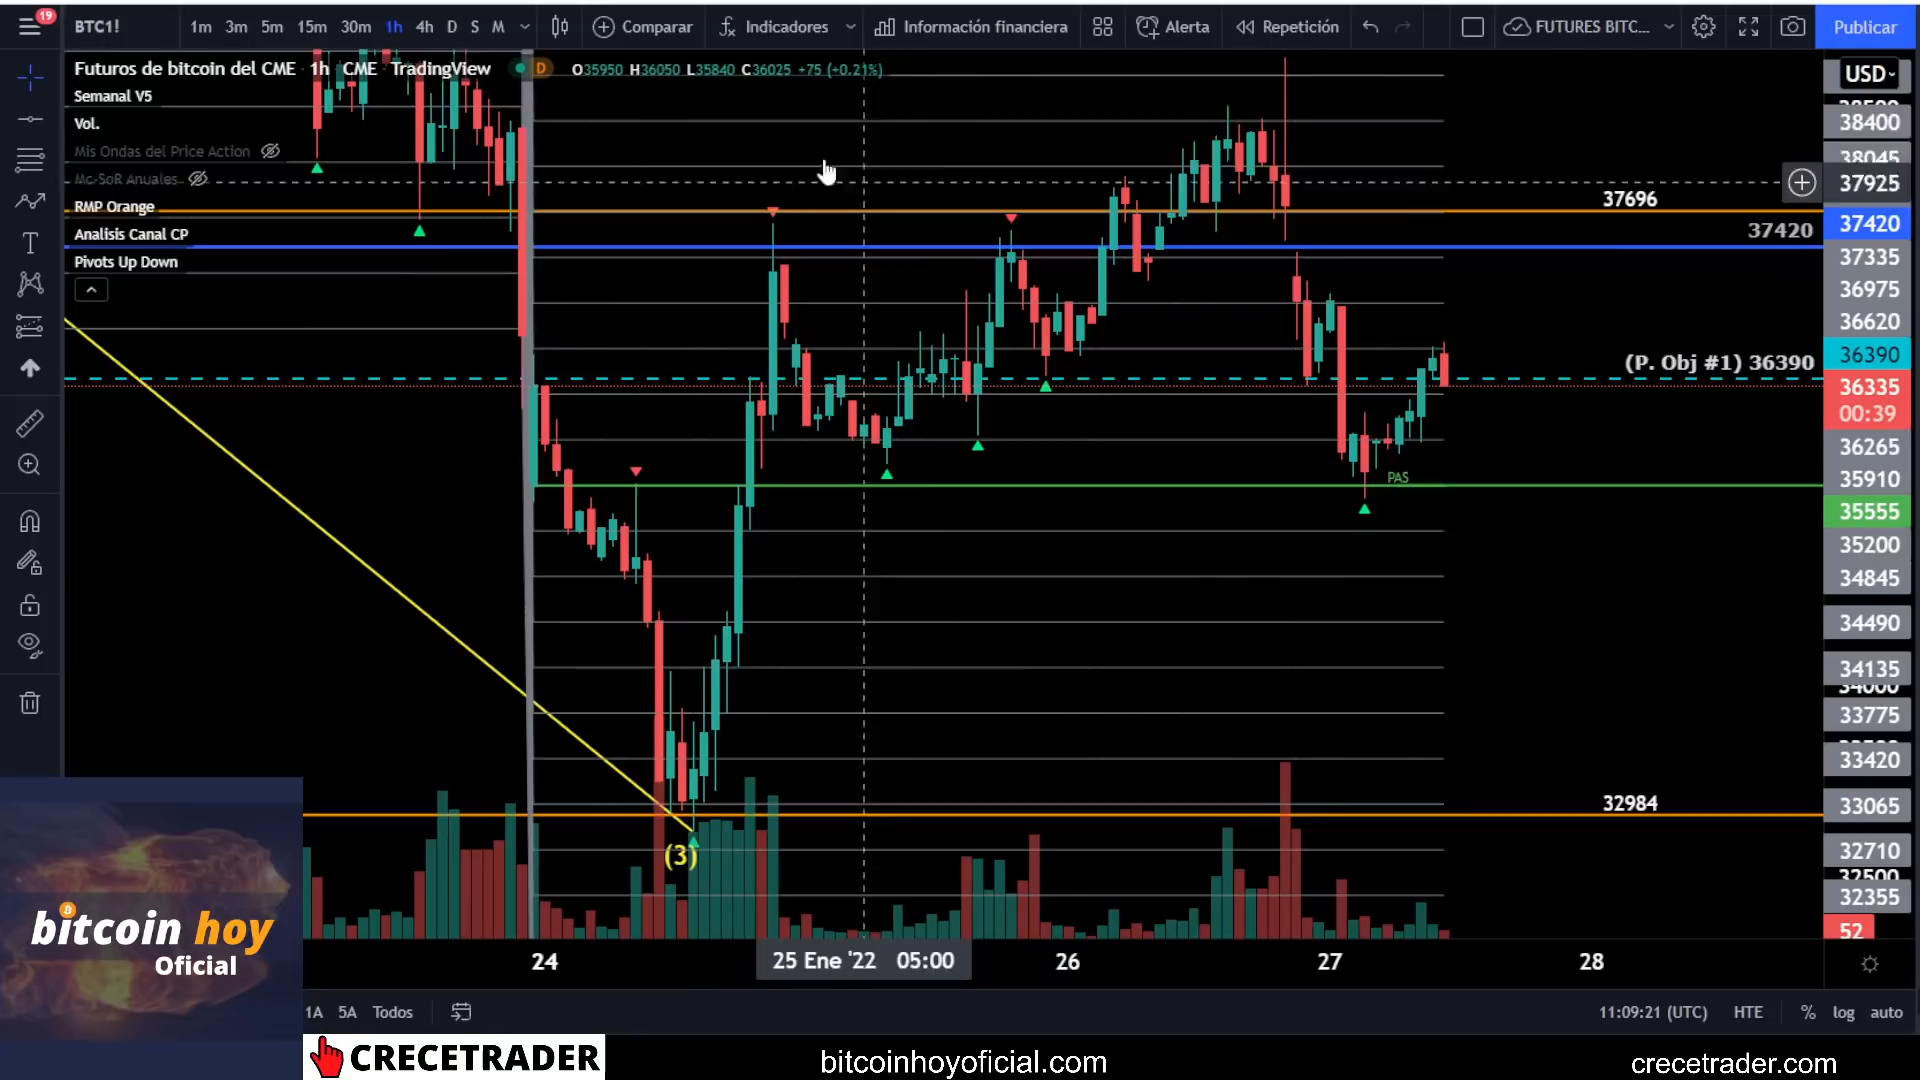 19
BTC1!
1m 3m 5m 15m 30m 1h 4h D S M
Comparar
Indicadores
Información financiera
Alerta
Repetición
FUTURES BITC...
Publicar
Futuros de bitcoin del CME 1h CME TradingView D O35950 H36050 L35840 C36025 +75 (+0.21%)
Semanal V5
Vol.
Mis Ondas del Price Action
Mc-SoR Anuales
RMP Orange
Analisis Canal CP
Pivots Up Down
USD
38500
38400
38045
37925
37696
37420
37420
37335
36975
36620
(P. Obj #1) 36390
36390
36335
00:39
36265
35910
PAS
35555
35200
34845
34490
34135
34000
33775
33420
32984
33065
32710
32500
32355
52
(3)
24
25 Ene '22 05:00
26
27
28
bitcoin hoy
Oficial
1A 5A Todos
11:09:21 (UTC) HTE % log auto
CRECETRADER
bitcoinhoyoficial.com
crecetrader.com